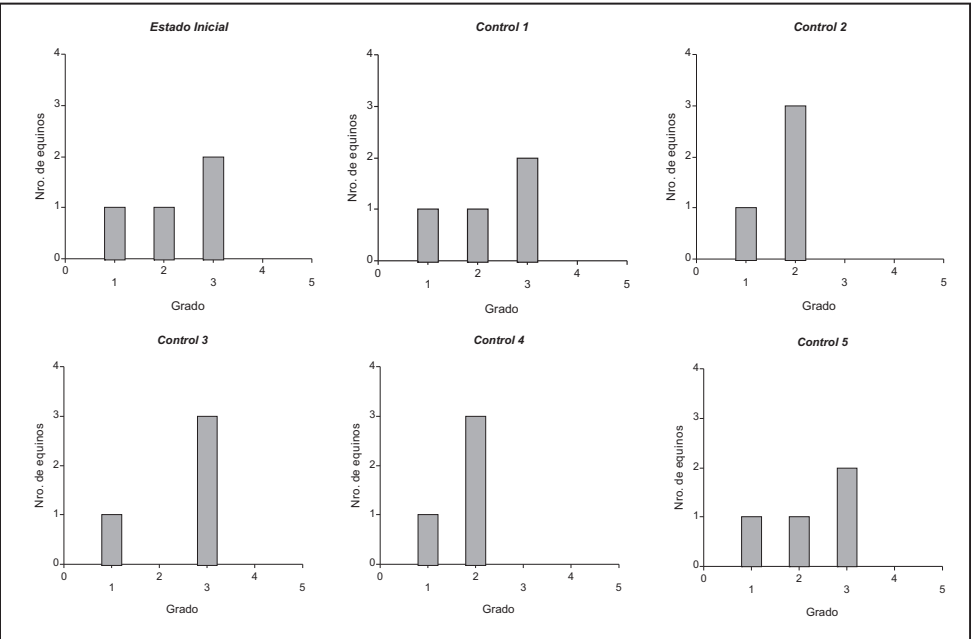 Estado Inicial
4
3
2
1
0
Nro. de equinos
0 1 2 3 4 5
Grado
Control 1
4
3
2
1
0
Nro. de equinos
0 1 2 3 4 5
Grado
Control 2
4
3
2
1
0
Nro. de equinos
0 1 2 3 4 5
Grado
Control 3
4
3
2
1
0
Nro. de equinos
0 1 2 3 4 5
Grado
Control 4
4
3
2
1
0
Nro. de equinos
0 1 2 3 4 5
Grado
Control 5
4
3
2
1
0
Nro. de equinos
0 1 2 3 4 5
Grado